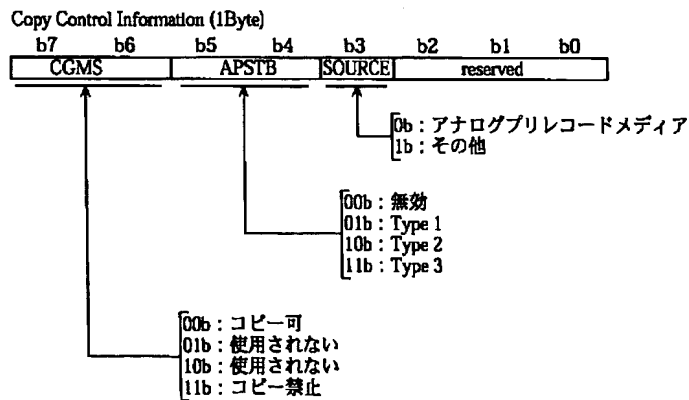 Copy Control Information (1Byte)
b7 b6 b5 b4 b3 b2 b1 b0
CGMS APSTB SOURCE reserved
0b : アナログプリレコードメディア
1b : その他
00b : 無効
01b : Type 1
10b : Type 2
11b : Type 3
00b : コピー可
01b : 使用されない
10b : 使用されない
11b : コピー禁止